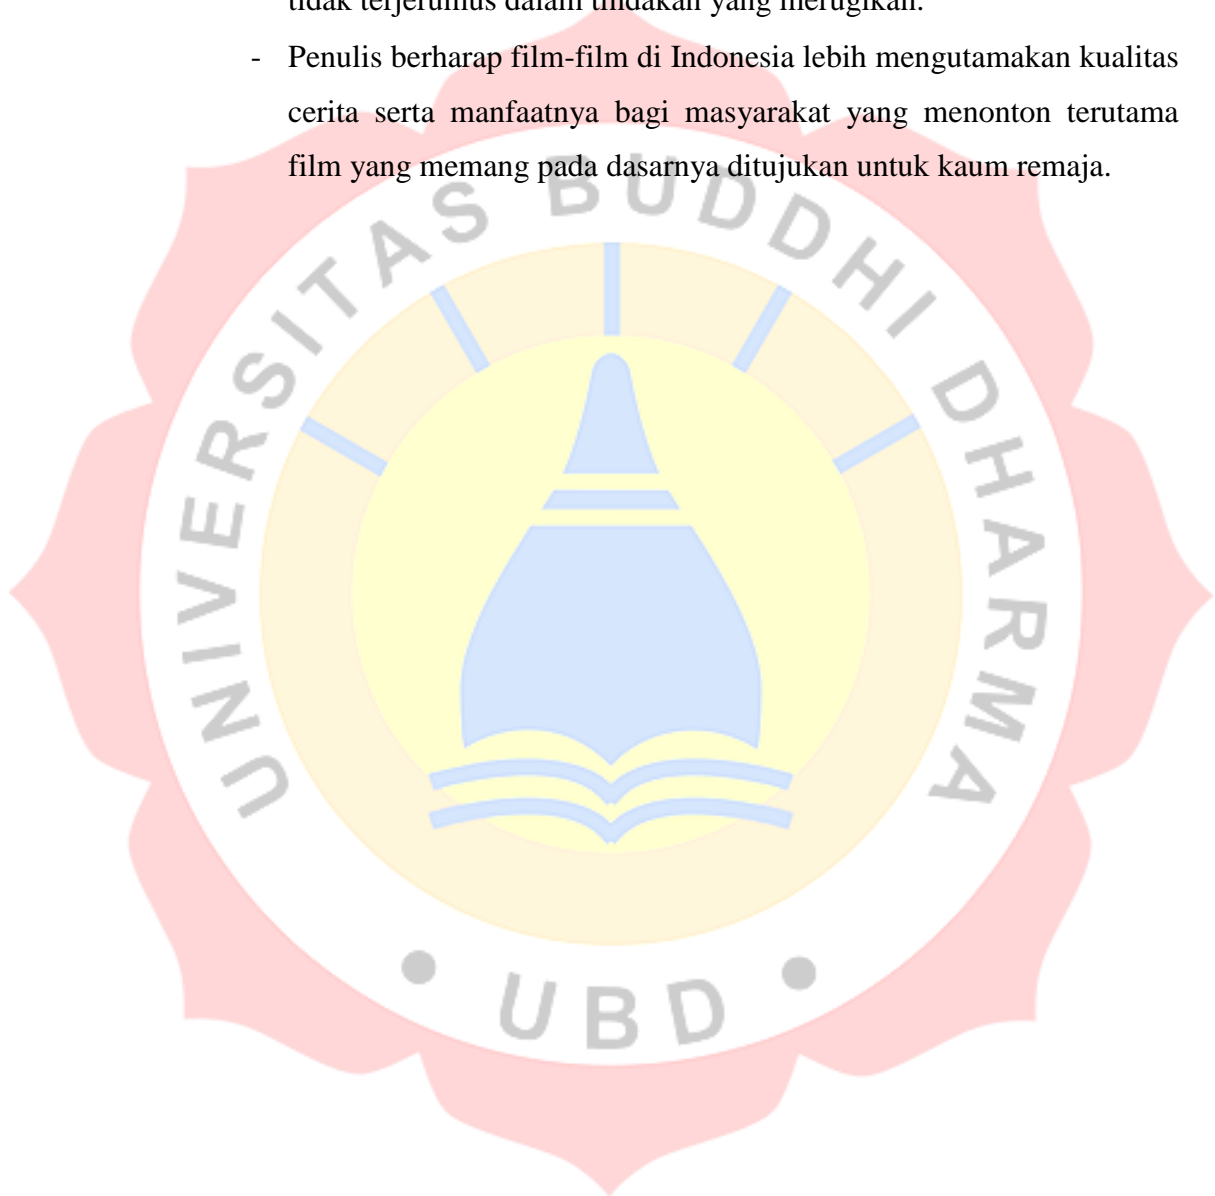 tidak terjerumus dalam tindakan yang merugikan.
- Penulis berharap film-film di Indonesia lebih mengutamakan kualitas
cerita serta manfaatnya bagi masyarakat yang menonton terutama
film yang memang pada dasarnya ditujukan untuk kaum remaja.
UNIVERSITAS BUDDHI DHARMA
• UBD •